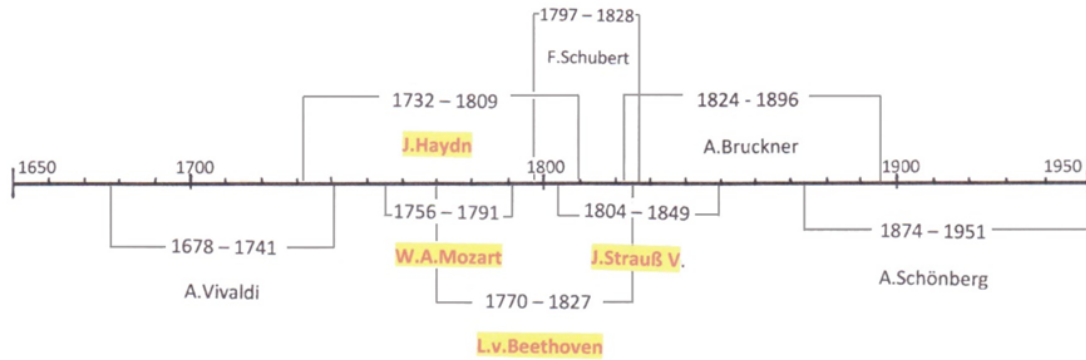 1797 – 1828
F.Schubert
1732 – 1809
1824 - 1896
J.Haydn
A.Bruckner
1650
1700
1800
1900
1950
1756 – 1791
1804 – 1849
1678 – 1741
1874 – 1951
W.A.Mozart
J.Strauß V.
A.Vivaldi
A.Schönberg
1770 – 1827
L.v.Beethoven